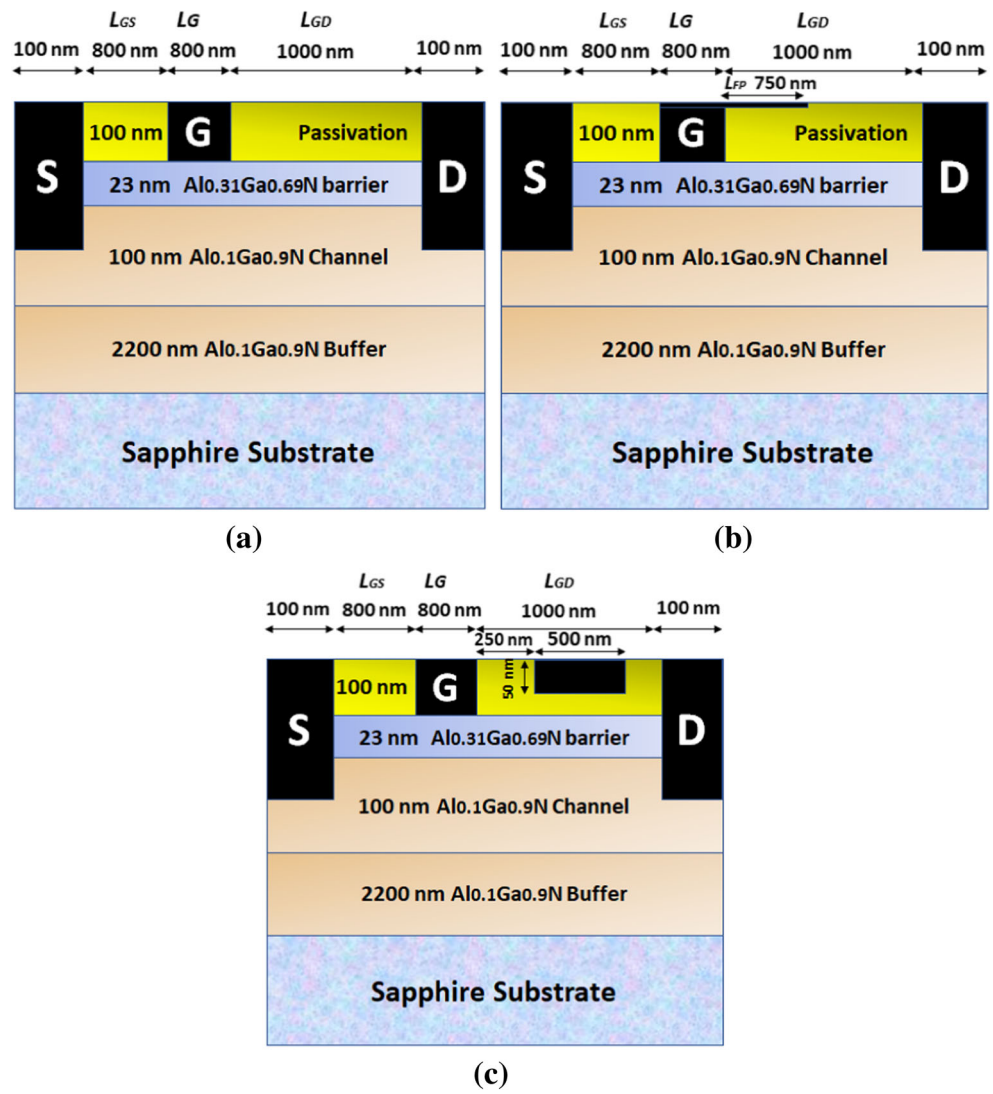 LGS LG LGD
100 nm 800 nm 800 nm 1000 nm 100 nm
S 100 nm G Passivation D
23 nm Al0.31Ga0.69N barrier
100 nm Al0.1Ga0.9N Channel
2200 nm Al0.1Ga0.9N Buffer
Sapphire Substrate
(a)
LGS LG LGD
100 nm 800 nm 800 nm 1000 nm 100 nm
LFP 750 nm
S 100 nm G Passivation D
23 nm Al0.31Ga0.69N barrier
100 nm Al0.1Ga0.9N Channel
2200 nm Al0.1Ga0.9N Buffer
Sapphire Substrate
(b)
LGS LG LGD
100 nm 800 nm 800 nm 1000 nm 100 nm
250 nm 500 nm
S 100 nm G 50 nm D
23 nm Al0.31Ga0.69N barrier
100 nm Al0.1Ga0.9N Channel
2200 nm Al0.1Ga0.9N Buffer
Sapphire Substrate
(c)